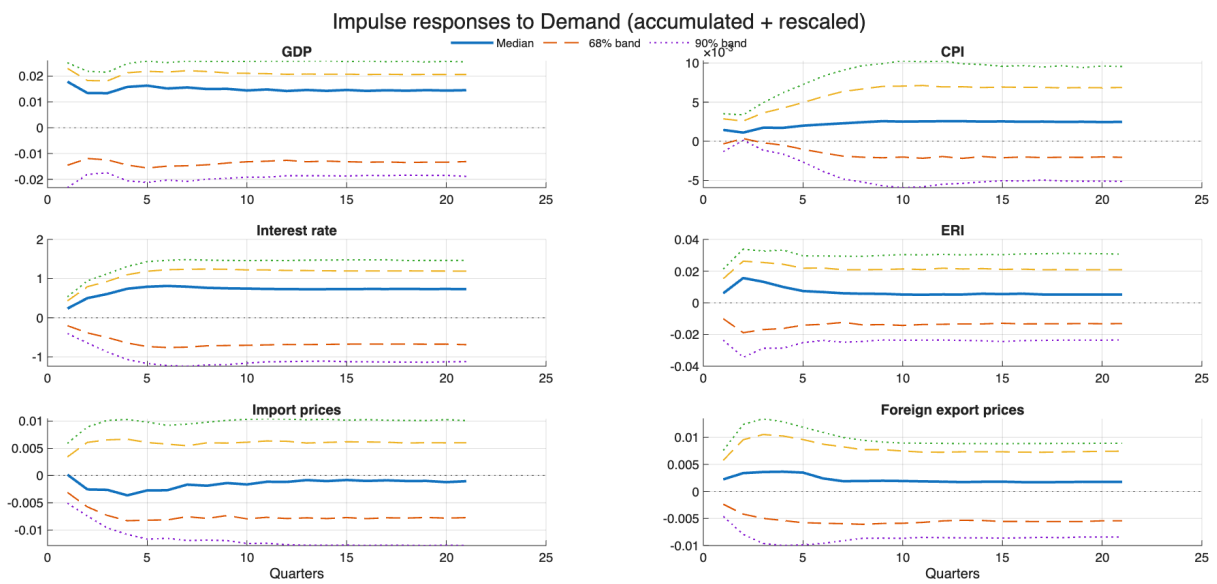 Impulse responses to Demand (accumulated + rescaled)
Median 68% band 90% band
GDP
0.02
0.01
0
-0.01
-0.02
0 5 10 15 20 25
CPI
×10-3
10
5
0
-5
0 5 10 15 20 25
Interest rate
2
1
0
-1
0 5 10 15 20 25
ERI
0.04
0.02
0
-0.02
-0.04
0 5 10 15 20 25
Import prices
0.01
0.005
0
-0.005
-0.01
0 5 10 15 20 25
Quarters
Foreign export prices
0.01
0.005
0
-0.005
-0.01
0 5 10 15 20 25
Quarters